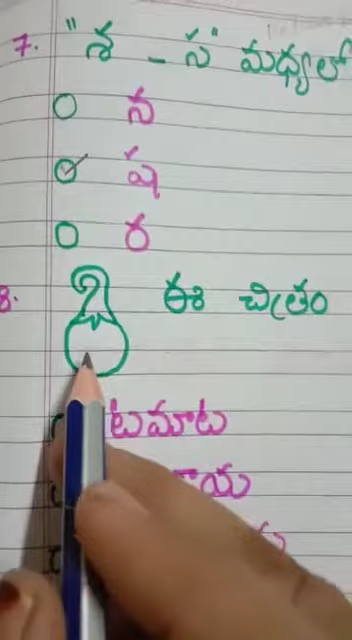 7. "శ - స" మధ్యలో
న
ష
ర
8. ఈ చిత్రం
టమాట